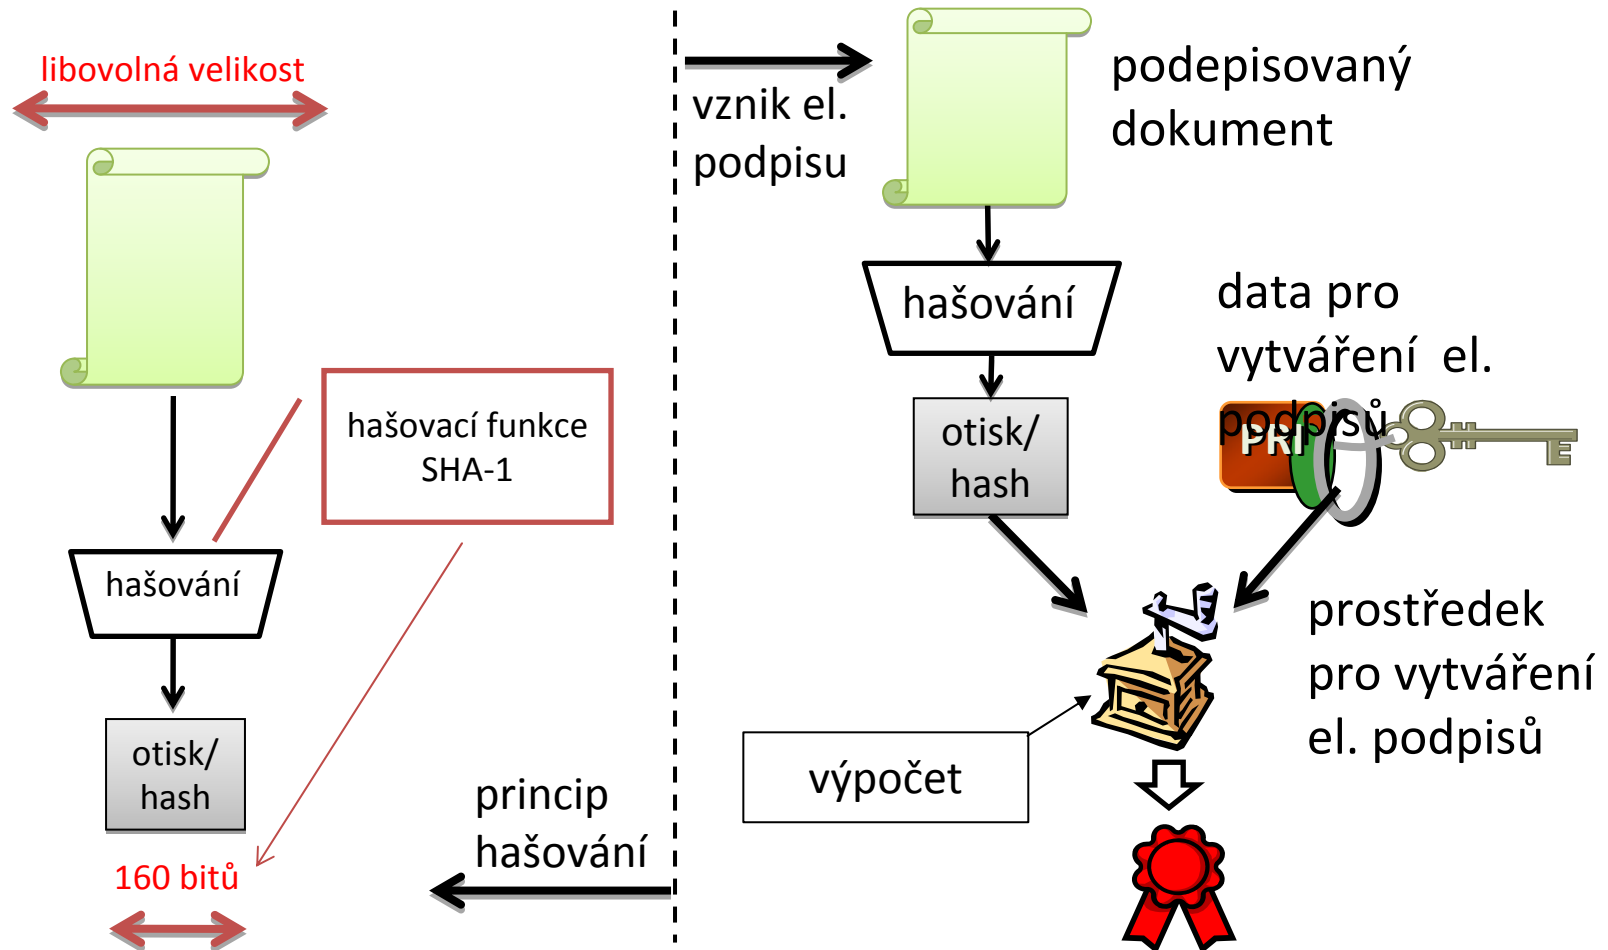 libovolná velikost
hašovací funkce
SHA-1
hašování
otisk/
hash
160 bitů
princip
hašování
vznik el.
podpisu
podepisovaný
dokument
hašování
otisk/
hash
data pro
vytváření el.
podpisů
PRI
prostředek
pro vytváření
el. podpisů
výpočet